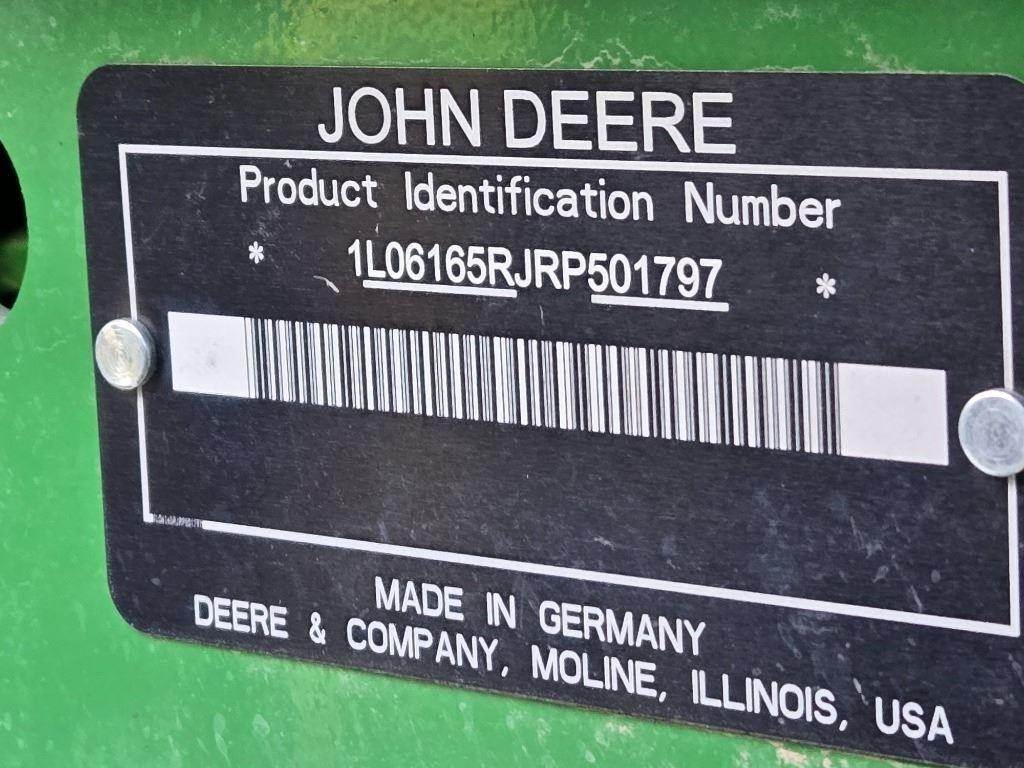 JOHN DEERE
Product Identification Number
* 1L06165RJRP501797 *
MADE IN GERMANY
DEERE & COMPANY, MOLINE, ILLINOIS, USA